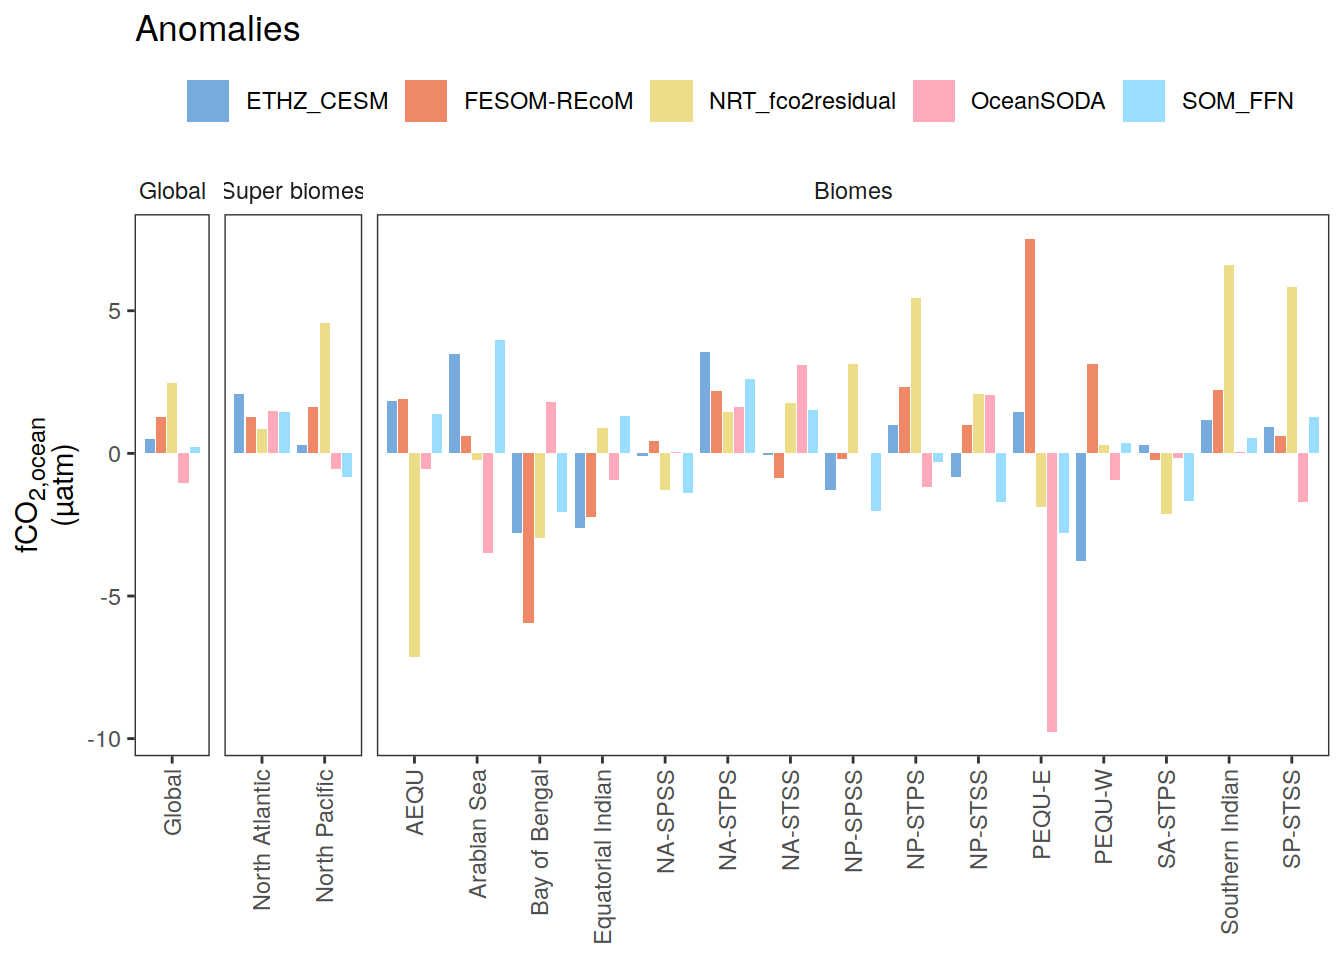 Anomalies
ETHZ_CESM FESOM-REcoM NRT_fco2residual OceanSODA SOM_FFN
Global Super biomes Biomes
fCO2,ocean
(µatm)
5
0
-5
-10
Global
North Atlantic
North Pacific
AEQU
Arabian Sea
Bay of Bengal
Equatorial Indian
NA-SPSS
NA-STPS
NA-STSS
NP-SPSS
NP-STPS
NP-STSS
PEQU-E
PEQU-W
SA-STPS
Southern Indian
SP-STSS